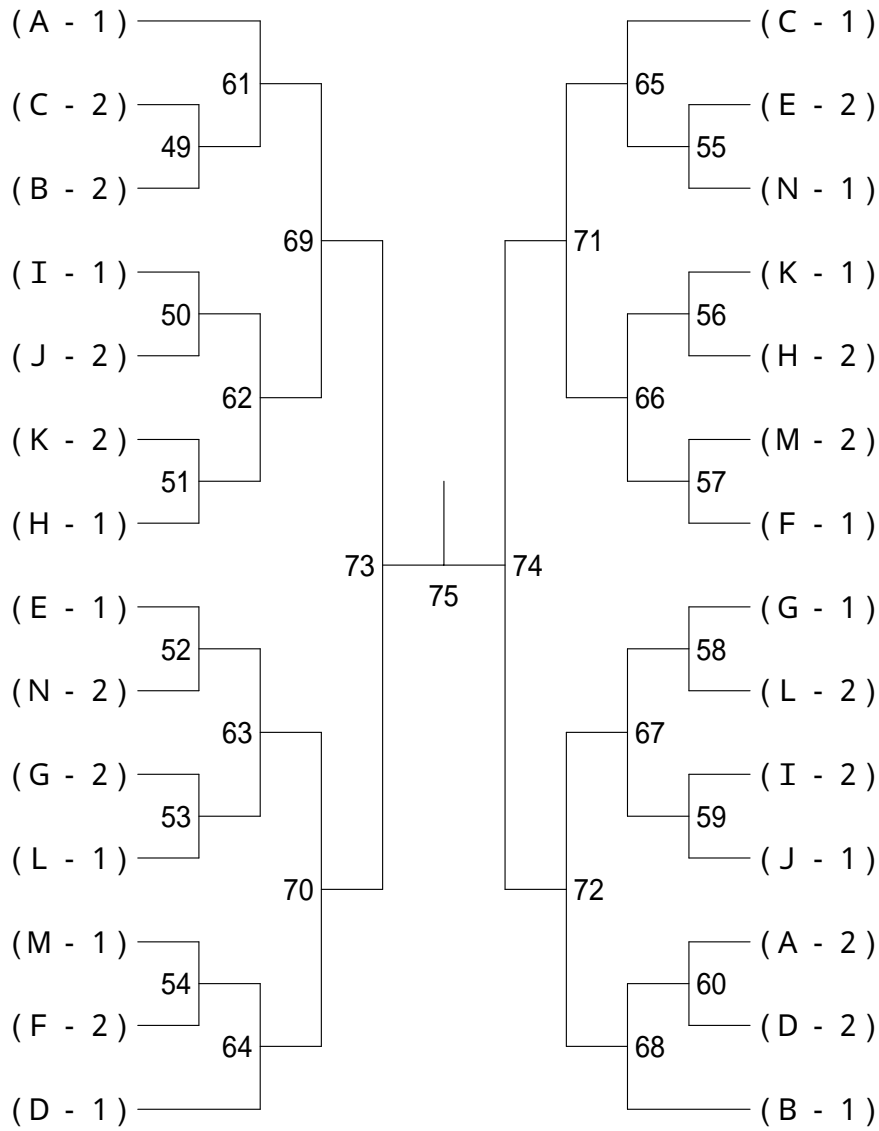 (A - 1) (C - 1)
61 65
(C - 2) (E - 2)
49 55
(B - 2) (N - 1)
69 71
(I - 1) (K - 1)
50 56
(J - 2) (H - 2)
62 66
(K - 2) (M - 2)
51 57
(H - 1) (F - 1)
73 74
75
(E - 1) (G - 1)
52 58
(N - 2) (L - 2)
63 67
(G - 2) (I - 2)
53 59
(L - 1) (J - 1)
70 72
(M - 1) (A - 2)
54 60
(F - 2) (D - 2)
64 68
(D - 1) (B - 1)